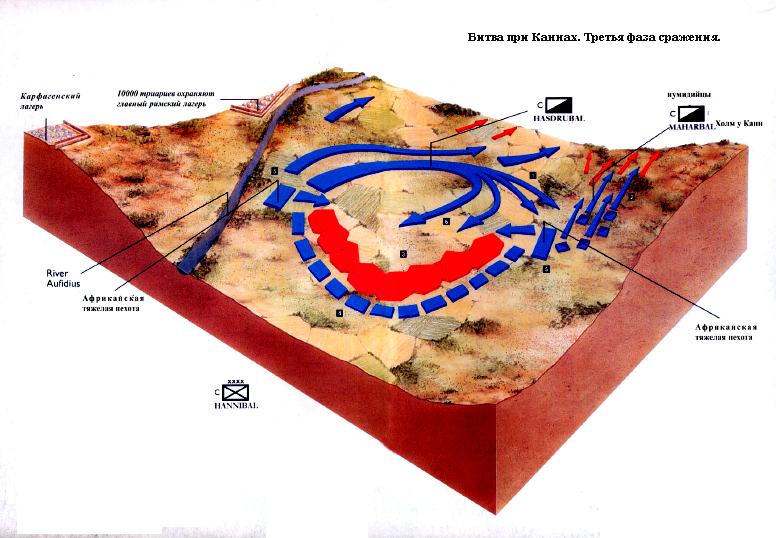 Битва при Каннах. Третья фаза сражения.
Карфагенский
лагерь
10000 триариев охраняют
главный римский лагерь
C
HASDRUBAL
нумидийцы
C
MAHARBAL
Холм у Канн
River
Aufidius
Африканская
тяжелая пехота
Африканская
тяжелая пехота
xxxx
C
HANNIBAL